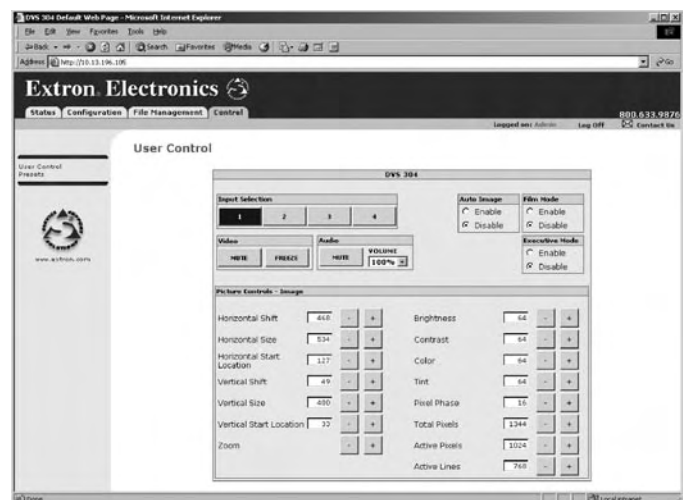 DVS 304 Default Web Page - Microsoft Internet Explorer
File Edit View Favorites Tools Help
Back Search Favorites Media
Address http://10.13.196.105 Go
Extron Electronics
Status Configuration File Management Control
800.633.9876
Logged on: Admin Log Off Contact Us
User Control
User Control
Presets
www.extron.com
DVS 304
Input Selection
1 2 3 4
Auto Image
Enable
Disable
Film Mode
Enable
Disable
Video
MUTE FREEZE
Audio
MUTE VOLUME
100%
Executive Mode
Enable
Disable
Picture Controls - Image
Horizontal Shift 468 - +
Brightness 64 - +
Horizontal Size 534 - +
Contrast 64 - +
Horizontal Start Location 127 - +
Color 64 - +
Vertical Shift 49 - +
Tint 64 - +
Vertical Size 480 - +
Pixel Phase 16 - +
Vertical Start Location 33 - +
Total Pixels 1344 - +
Zoom - +
Active Pixels 1024 - +
Active Lines 768 - +
Done
Local intranet